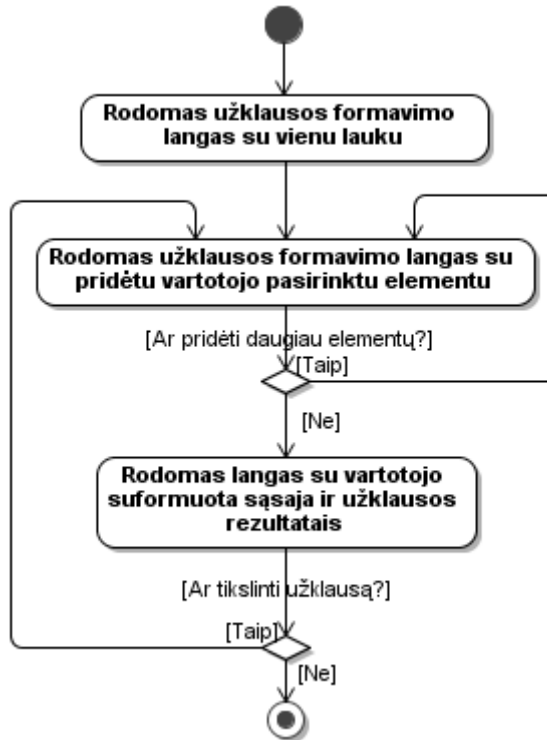 Rodomas užklausos formavimo
langas su vienu lauku
Rodomas užklausos formavimo langas su
pridėtu vartotojo pasirinktu elementu
[Ar pridėti daugiau elementų?]
[Taip]
[Ne]
Rodomas langas su vartotojo
suformuota sąsaja ir užklausos
rezultatais
[Ar tikslinti užklausą?]
[Taip]
[Ne]